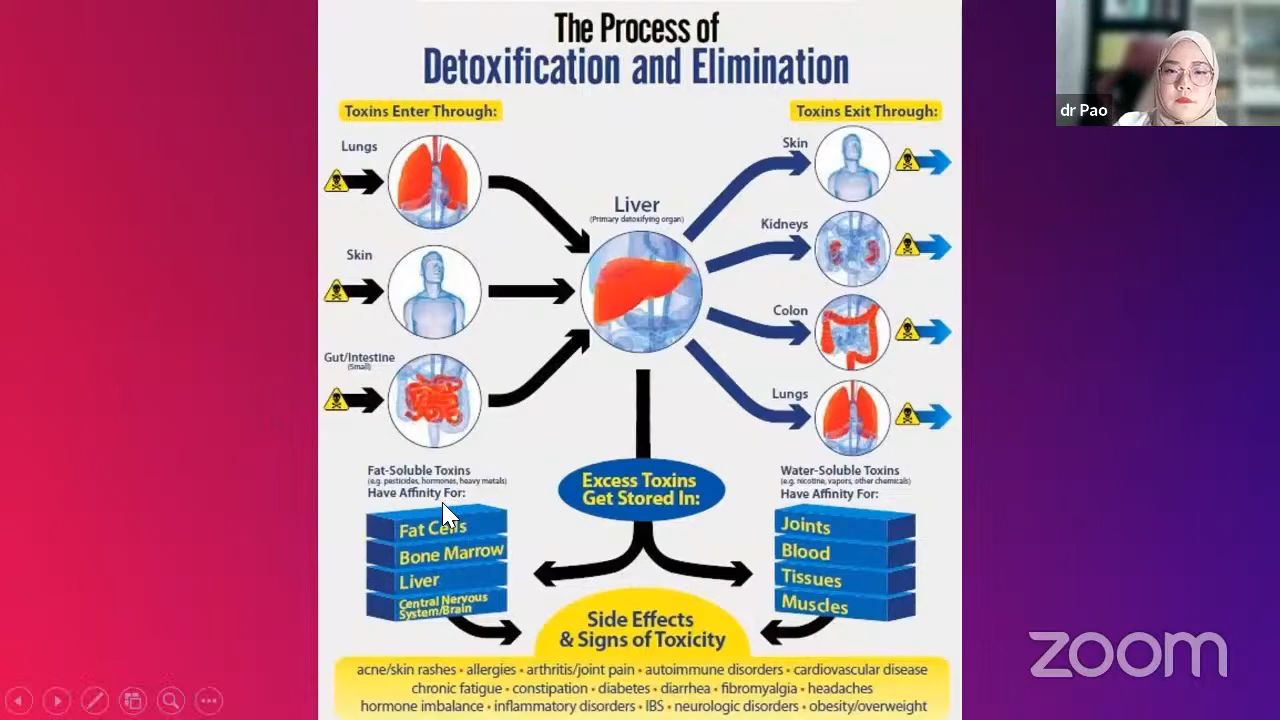 The Process of
Detoxification and Elimination
Toxins Enter Through:
Lungs
Skin
Gut/Intestine
(Small)
Liver
(Primary detoxifying organ)
Toxins Exit Through:
Skin
Kidneys
Colon
Lungs
Fat-Soluble Toxins
(e.g. pesticides, hormones, heavy metals)
Have Affinity For:
Fat Cells
Bone Marrow
Liver
Central Nervous
System/Brain
Excess Toxins
Get Stored In:
Water-Soluble Toxins
(e.g. nicotine, vapors, other chemicals)
Have Affinity For:
Joints
Blood
Tissues
Muscles
Side Effects
& Signs of Toxicity
acne/skin rashes • allergies • arthritis/joint pain • autoimmune disorders • cardiovascular disease
chronic fatigue • constipation • diabetes • diarrhea • fibromyalgia • headaches
hormone imbalance • inflammatory disorders • IBS • neurologic disorders • obesity/overweight
dr Pao
zoom